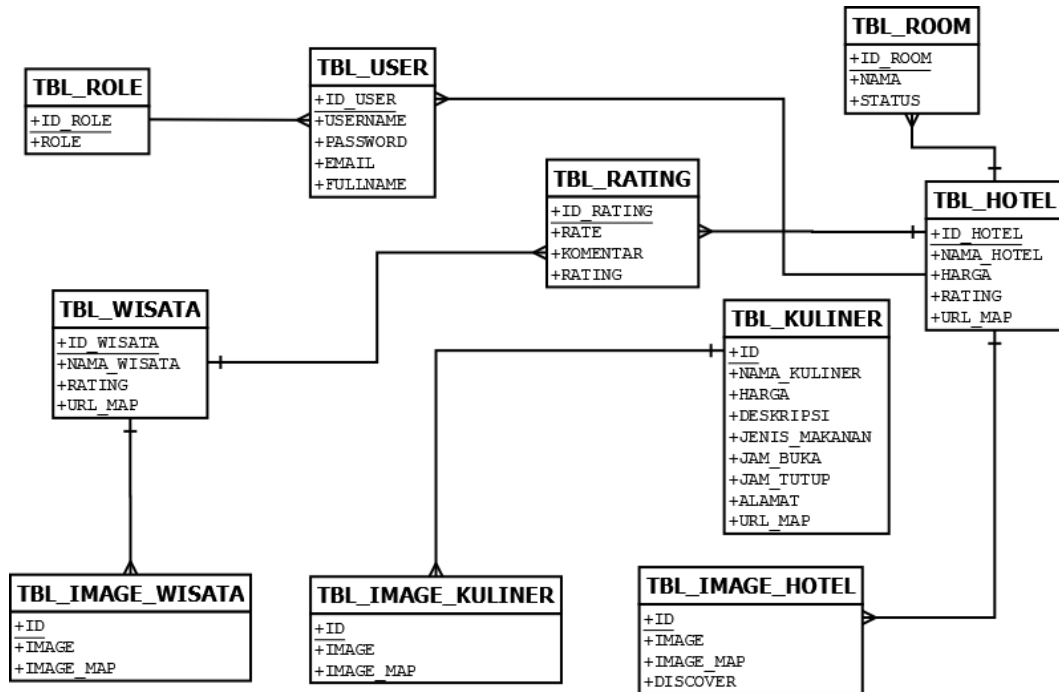 TBL_ROOM
+ID_ROOM
+NAMA
+STATUS
TBL_USER
+ID_USER
+USERNAME
+PASSWORD
+EMAIL
+FULLNAME
TBL_ROLE
+ID_ROLE
+ROLE
TBL_RATING
+ID_RATING
+RATE
+KOMENTAR
+RATING
TBL_HOTEL
+ID_HOTEL
+NAMA_HOTEL
+HARGA
+RATING
+URL_MAP
TBL_WISATA
+ID_WISATA
+NAMA_WISATA
+RATING
+URL_MAP
TBL_KULINER
+ID
+NAMA_KULINER
+HARGA
+DESKRIPSI
+JENIS_MAKANAN
+JAM_BUKA
+JAM_TUTUP
+ALAMAT
+URL_MAP
TBL_IMAGE_WISATA
+ID
+IMAGE
+IMAGE_MAP
TBL_IMAGE_KULINER
+ID
+IMAGE
+IMAGE_MAP
TBL_IMAGE_HOTEL
+ID
+IMAGE
+IMAGE_MAP
+DISCOVER